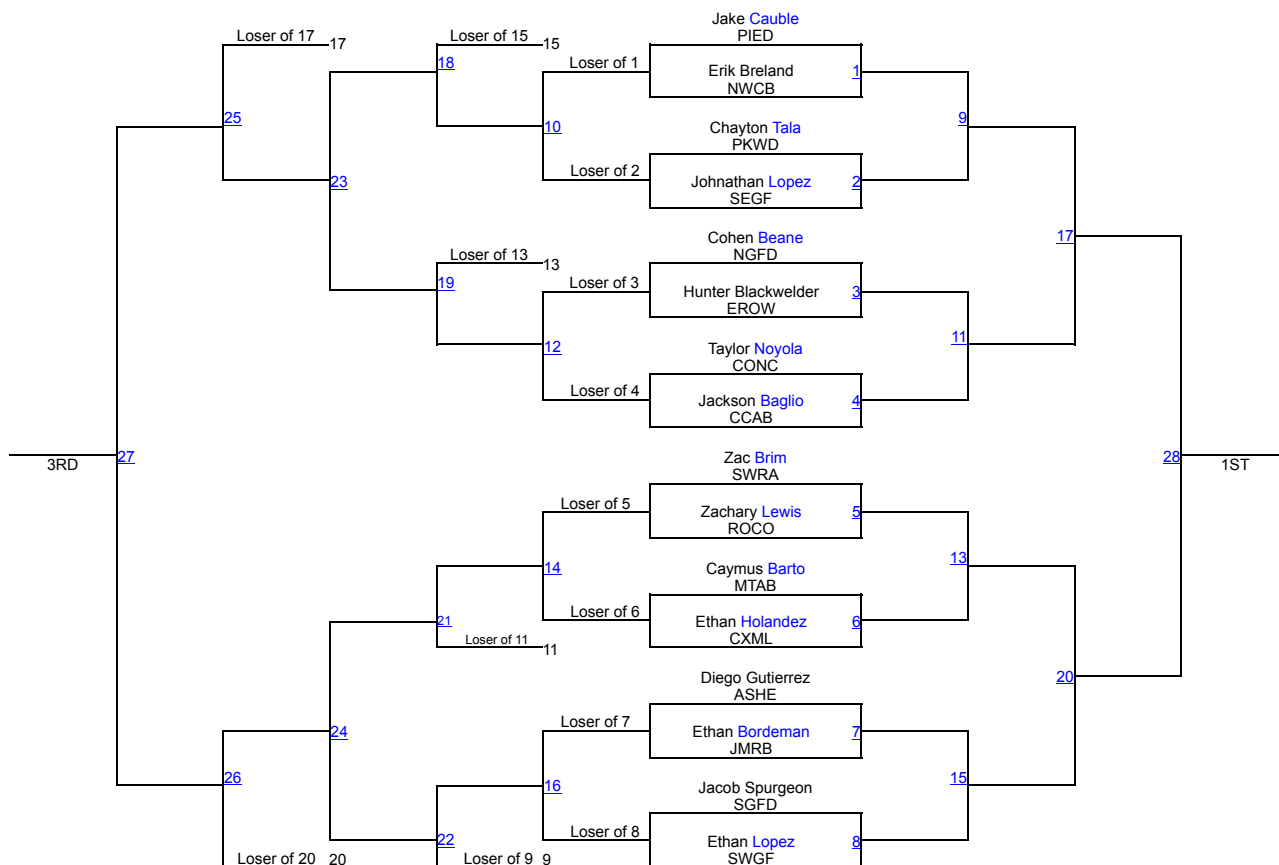 Jake Cauble
Loser of 17 17
Loser of 15 15
PIED
18
Loser of 1
Erik Breland
1
NWCB
25
10
Chayton Tala
9
PKWD
23
Loser of 2
Johnathan Lopez
2
SEGF
Cohen Beane
17
NGFD
Loser of 13 13
19
Loser of 3
Hunter Blackwelder
3
EROW
12
Taylor Noyola
11
CONC
Loser of 4
Jackson Baglio
4
CCAB
3RD
27
Zac Brim
28
1ST
SWRA
Loser of 5
Zachary Lewis
5
ROCO
14
Caymus Barto
13
MTAB
21
Loser of 6
Ethan Holandez
6
CXML
Loser of 11 11
Diego Gutierrez
20
ASHE
24
Loser of 7
Ethan Bordeman
7
JMRB
26
16
Jacob Spurgeon
15
SGFD
22
Loser of 8
Ethan Lopez
8
Loser of 20 20
Loser of 9 9
SWGF